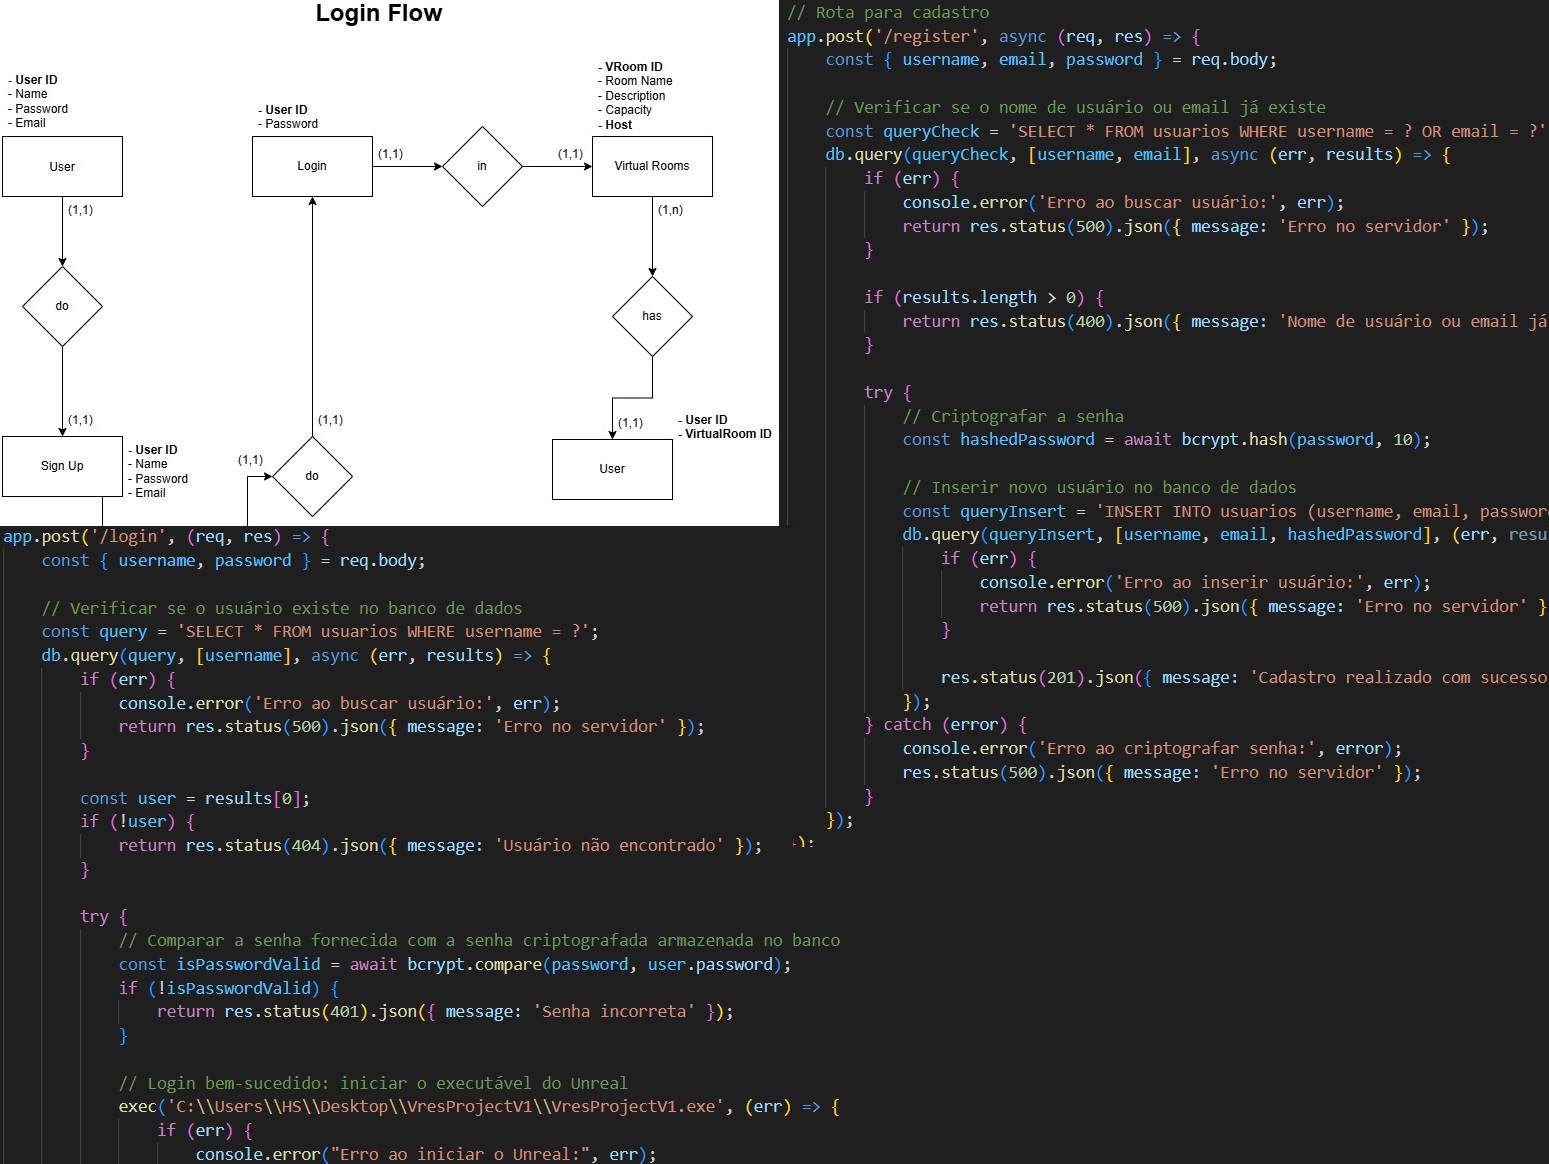 Login Flow
- User ID
- Name
- Password
- Email
User
(1,1)
do
(1,1)
Sign Up
- User ID
- Name
- Password
- Email
- User ID
- Password
Login
(1,1)
in
(1,1)
- VRoom ID
- Room Name
- Description
- Capacity
- Host
Virtual Rooms
(1,n)
has
(1,1)
- User ID
- VirtualRoom ID
User
(1,1)
(1,1)
do
// Rota para cadastro
app.post('/register', async (req, res) => {
const { username, email, password } = req.body;
// Verificar se o nome de usuário ou email já existe
const queryCheck = 'SELECT * FROM usuarios WHERE username = ? OR email = ?'
db.query(queryCheck, [username, email], async (err, results) => {
if (err) {
console.error('Erro ao buscar usuário:', err);
return res.status(500).json({ message: 'Erro no servidor' });
}
if (results.length > 0) {
return res.status(400).json({ message: 'Nome de usuário ou email já
}
try {
// Criptografar a senha
const hashedPassword = await bcrypt.hash(password, 10);
// Inserir novo usuário no banco de dados
const queryInsert = 'INSERT INTO usuarios (username, email, passwor
db.query(queryInsert, [username, email, hashedPassword], (err, resu
if (err) {
console.error('Erro ao inserir usuário:', err);
return res.status(500).json({ message: 'Erro no servidor' }
}
res.status(201).json({ message: 'Cadastro realizado com sucesso
});
} catch (error) {
console.error('Erro ao criptografar senha:', error);
res.status(500).json({ message: 'Erro no servidor' });
}
});
app.post('/login', (req, res) => {
const { username, password } = req.body;
// Verificar se o usuário existe no banco de dados
const query = 'SELECT * FROM usuarios WHERE username = ?';
db.query(query, [username], async (err, results) => {
if (err) {
console.error('Erro ao buscar usuário:', err);
return res.status(500).json({ message: 'Erro no servidor' });
}
const user = results[0];
if (!user) {
return res.status(404).json({ message: 'Usuário não encontrado' });
}
try {
// Comparar a senha fornecida com a senha criptografada armazenada no banco
const isPasswordValid = await bcrypt.compare(password, user.password);
if (!isPasswordValid) {
return res.status(401).json({ message: 'Senha incorreta' });
}
// Login bem-sucedido: iniciar o executável do Unreal
exec('C:\\Users\\HS\\Desktop\\VresProjectV1\\VresProjectV1.exe', (err) => {
if (err) {
console.error("Erro ao iniciar o Unreal:", err);